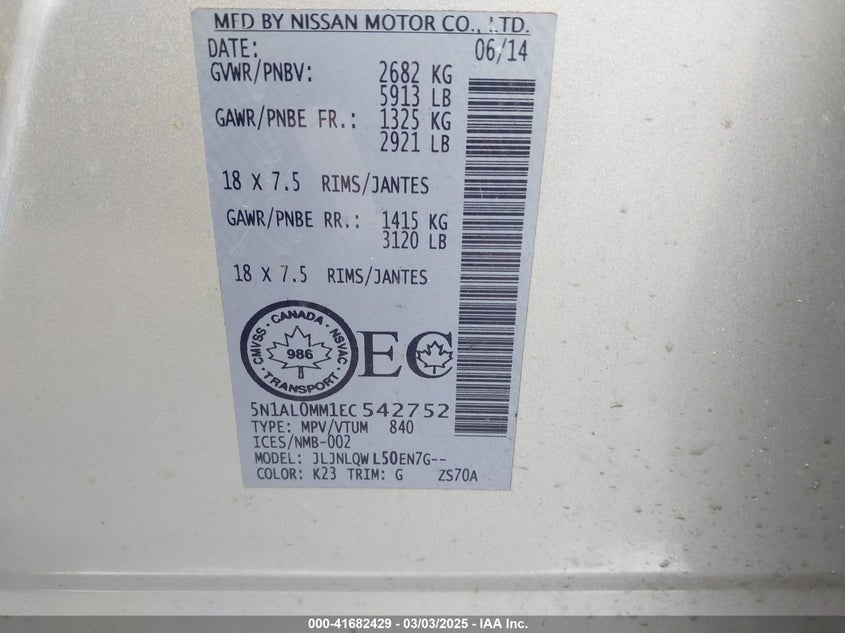 MFD BY NISSAN MOTOR CO., LTD.
DATE: 06/14
GVWR/PNBV: 2682 KG
5913 LB
GAWR/PNBE FR.: 1325 KG
2921 LB
18 X 7.5 RIMS/JANTES
GAWR/PNBE RR.: 1415 KG
3120 LB
18 X 7.5 RIMS/JANTES
CMVSS · CANADA · NSVAC · TRANSPORT ·
986
EC
5N1AL0MM1EC542752
TYPE: MPV/VTUM 840
ICES/NMB-002
MODEL: JLJNLQWL50EN7G--
COLOR: K23 TRIM: G ZS70A
000-41682429 — 03/03/2025 — IAA Inc.